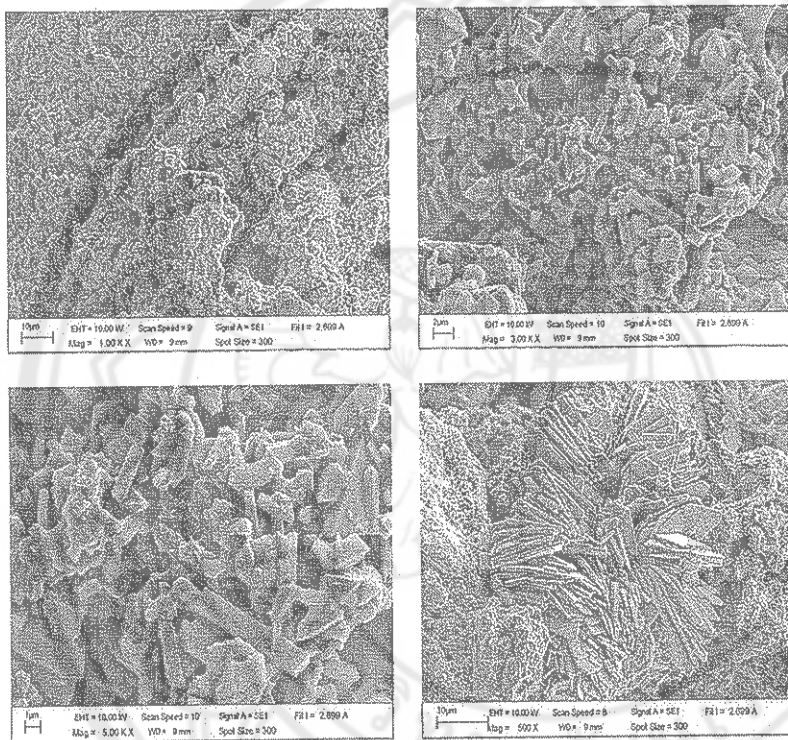 10µm EHT = 10.00 kV Scan Speed = 9 Signal A = SE1 Fil I = 2.699 A
Mag = 1.00 K X WD = 9 mm Spot Size = 300
2µm EHT = 10.00 kV Scan Speed = 10 Signal A = SE1 Fil I = 2.699 A
Mag = 3.00 K X WD = 9 mm Spot Size = 300
1µm EHT = 10.00 kV Scan Speed = 10 Signal A = SE1 Fil I = 2.699 A
Mag = 5.00 K X WD = 9 mm Spot Size = 300
EHT = 10.00 kV Scan Speed = 8 Signal A = SE1 Fil I = 2.699 A
Mag = 500 X WD = 9 mm Spot Size = 300